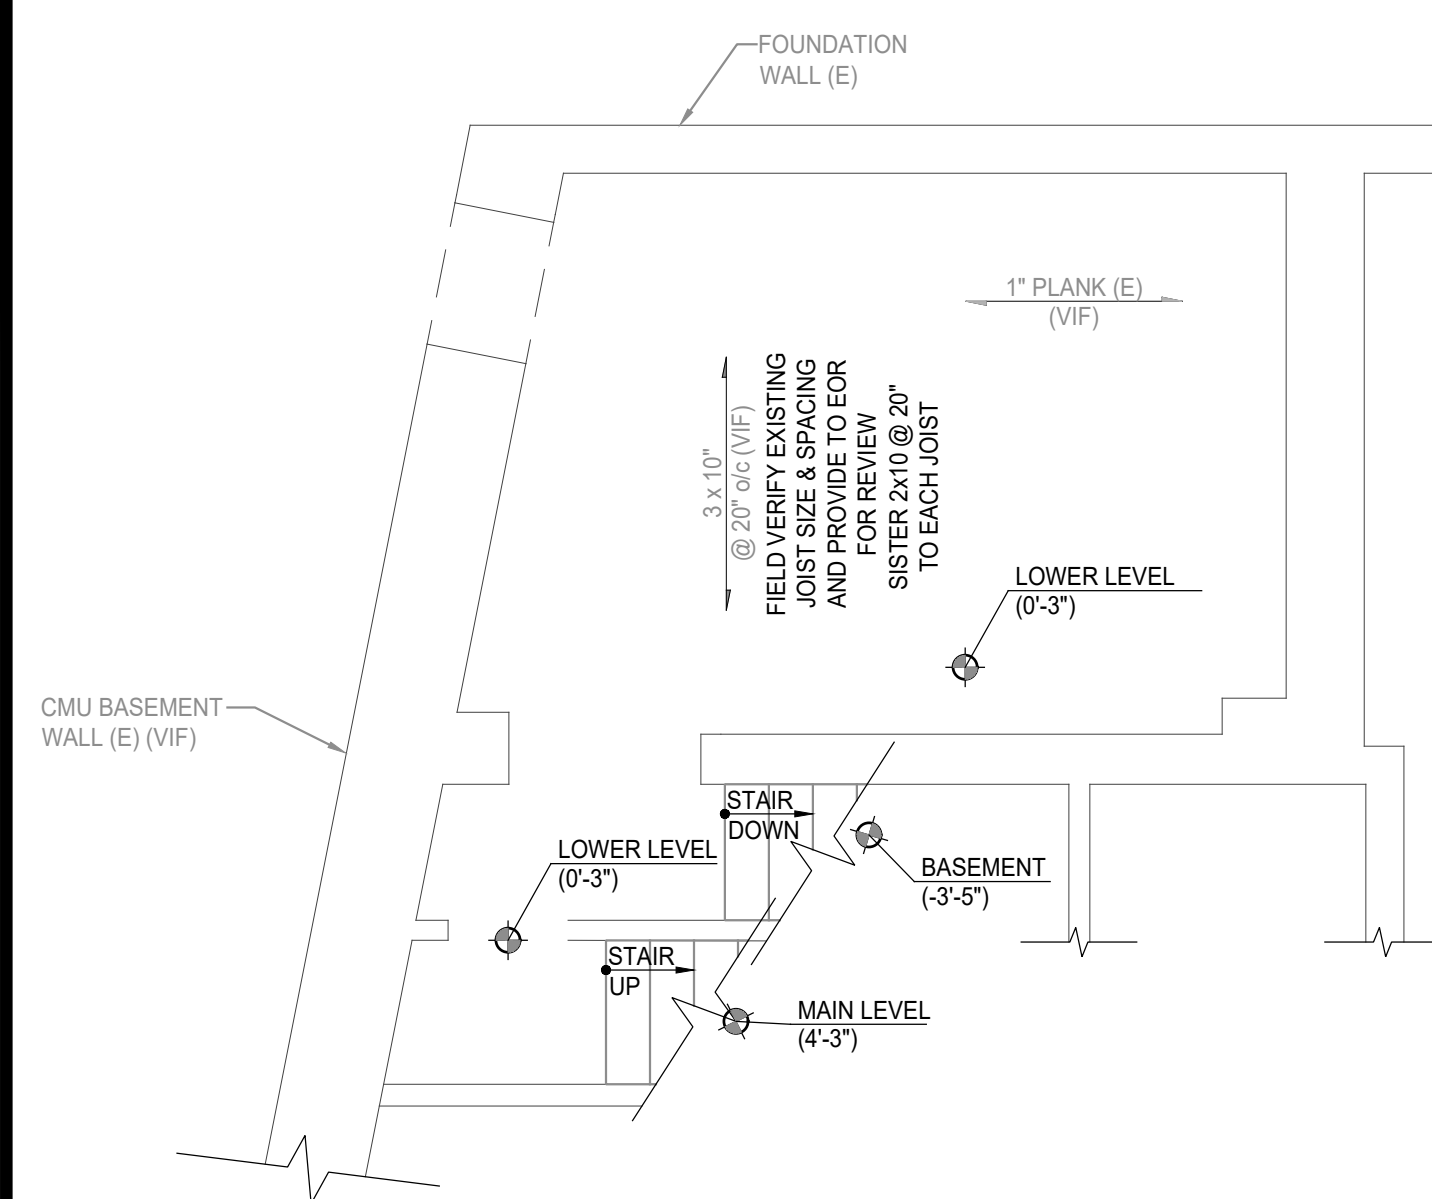 FOUNDATION
WALL (E)
1" PLANK (E)
(VIF)
3 x 10"
@ 20" o/c (VIF)
FIELD VERIFY EXISTING
JOIST SIZE & SPACING
AND PROVIDE TO EOR
FOR REVIEW
SISTER 2x10 @ 20"
TO EACH JOIST
LOWER LEVEL
(0'-3")
CMU BASEMENT
WALL (E) (VIF)
STAIR
DOWN
LOWER LEVEL
(0'-3")
BASEMENT
(-3'-5")
STAIR
UP
MAIN LEVEL
(4'-3")